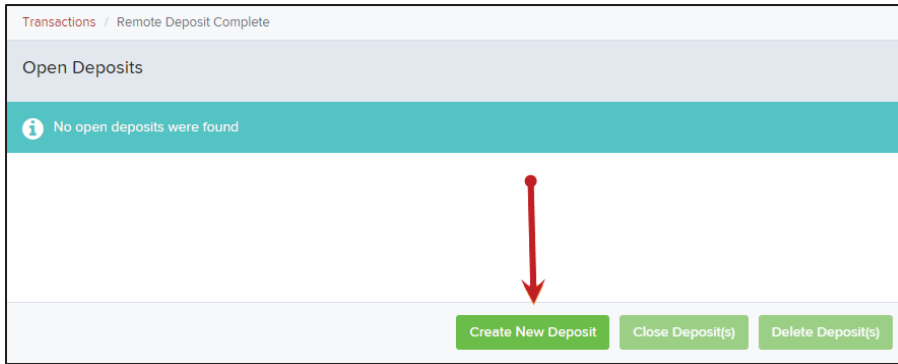 Transactions / Remote Deposit Complete
Open Deposits
No open deposits were found
Create New Deposit Close Deposit(s) Delete Deposit(s)